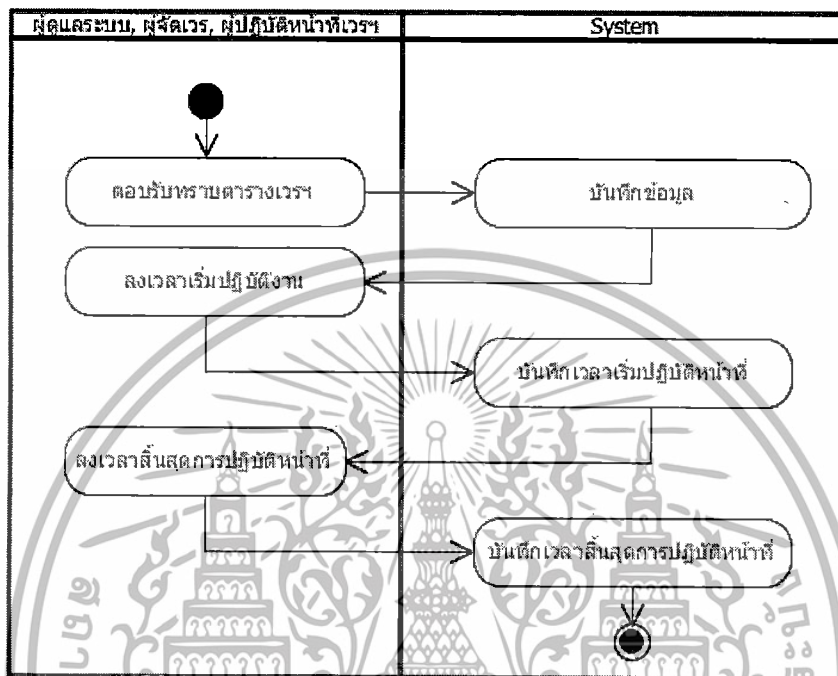 ผู้ดูแลระบบ, ผู้จัดเวร, ผู้ปฏิบัติหน้าที่เวรฯ
System
ตอบรับทราบตารางเวรฯ
บันทึกข้อมูล
ลงเวลาเริ่มปฏิบัติงาน
บันทึกเวลาเริ่มปฏิบัติหน้าที่
ลงเวลาสิ้นสุดการปฏิบัติหน้าที่
บันทึกเวลาสิ้นสุดการปฏิบัติหน้าที่